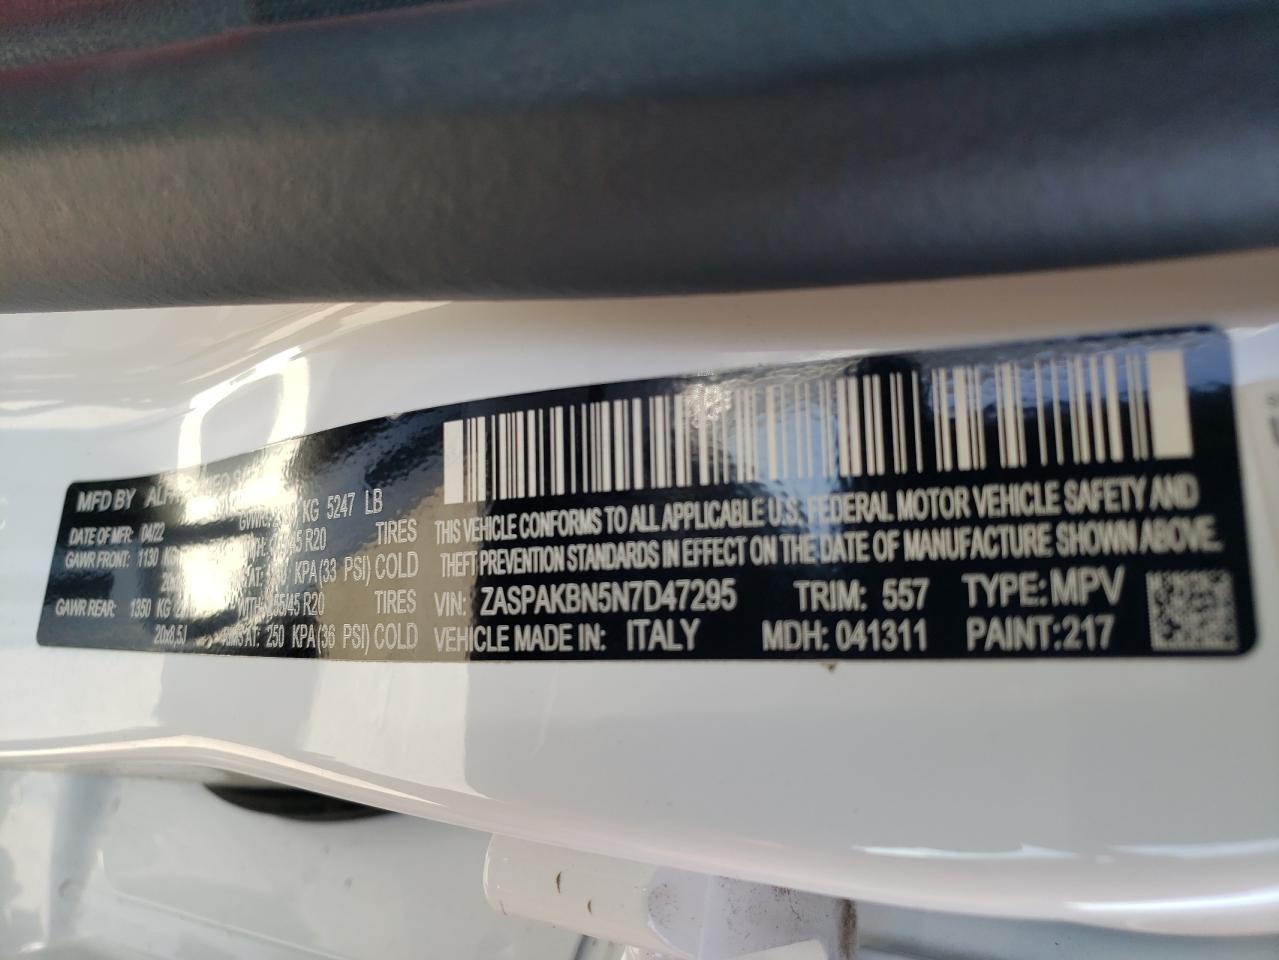 MFD BY
KG 5247 LB
DATE OF MFR: 04/22 R20 TIRES
GAWR FRONT: 1130 KPA (33 PSI) COLD
GAWR REAR: 1350 KG R20 TIRES
AT: 250 KPA (36 PSI) COLD
THIS VEHICLE CONFORMS TO ALL APPLICABLE U.S. FEDERAL MOTOR VEHICLE SAFETY AND
THEFT PREVENTION STANDARDS IN EFFECT ON THE DATE OF MANUFACTURE SHOWN ABOVE.
VIN: ZASPAKBN5N7D47295 TRIM: 557 TYPE: MPV
VEHICLE MADE IN: ITALY MDH: 041311 PAINT:217